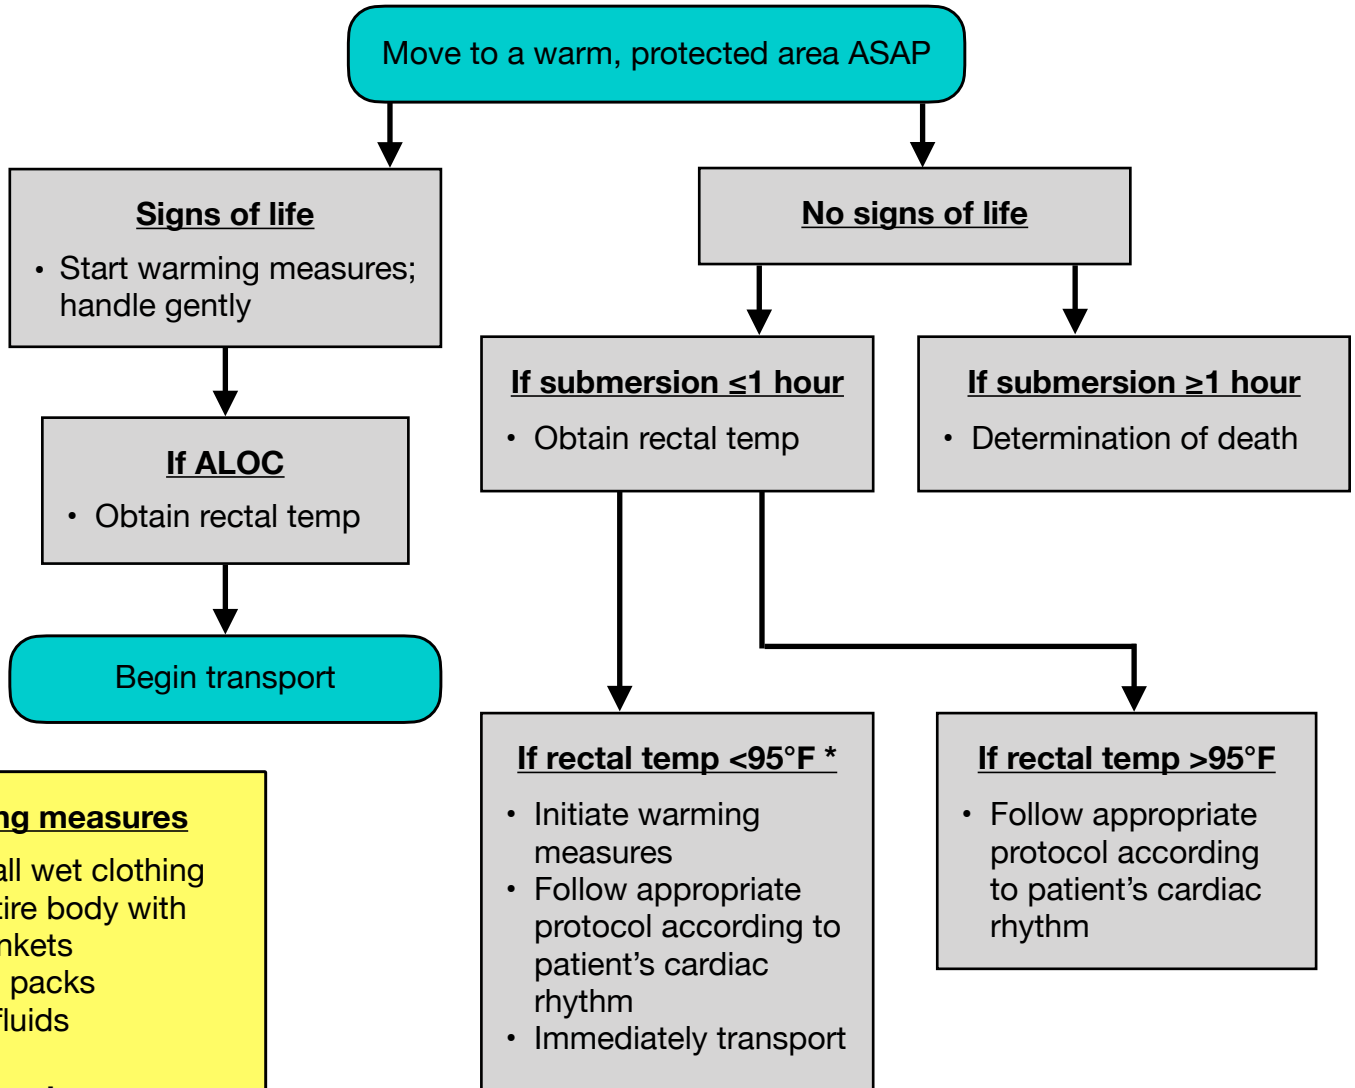 Move to a warm, protected area ASAP
Signs of life
• Start warming measures;
handle gently
No signs of life
If submersion ≤1 hour
• Obtain rectal temp
If submersion ≥1 hour
• Determination of death
If ALOC
• Obtain rectal temp
Begin transport
If rectal temp <95°F *
• Initiate warming
measures
• Follow appropriate
protocol according to
patient’s cardiac
rhythm
• Immediately transport
If rectal temp >95°F
• Follow appropriate
protocol according
to patient’s cardiac
rhythm
measures
all wet clothing
body with
packs
fluids